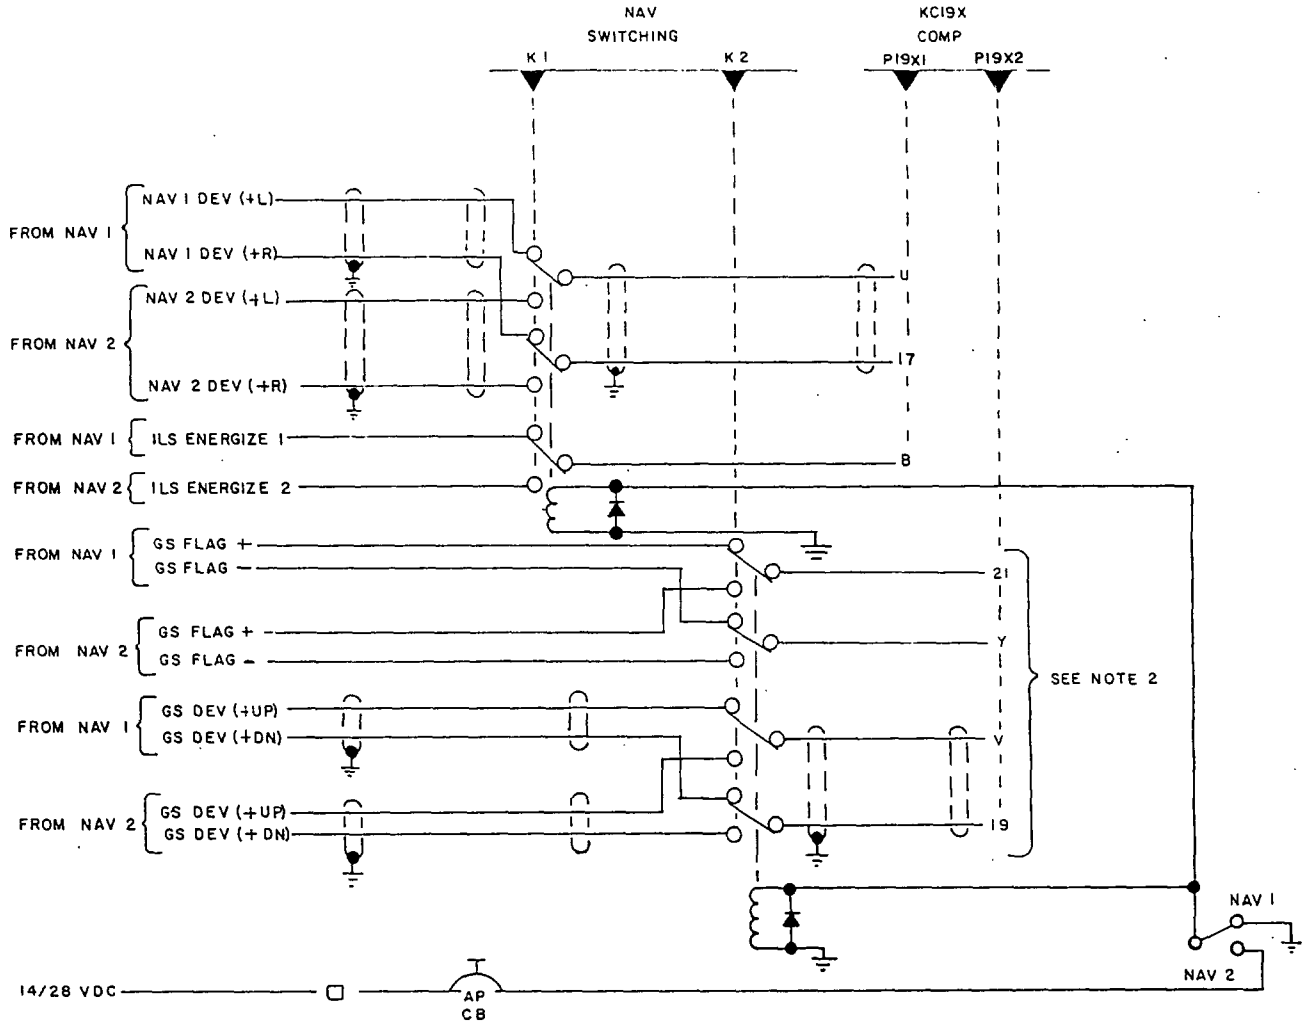 NAV
SWITCHING
KC19X
COMP
K 1
K 2
P19X1
P19X2
FROM NAV 1
NAV 1 DEV (+L)
NAV 1 DEV (+R)
U
FROM NAV 2
NAV 2 DEV (+L)
NAV 2 DEV (+R)
17
FROM NAV 1
ILS ENERGIZE 1
B
FROM NAV 2
ILS ENERGIZE 2
FROM NAV 1
GS FLAG +
GS FLAG -
21
FROM NAV 2
GS FLAG +
GS FLAG -
Y
SEE NOTE 2
FROM NAV 1
GS DEV (+UP)
GS DEV (+DN)
V
FROM NAV 2
GS DEV (+UP)
GS DEV (+DN)
19
NAV 1
NAV 2
14/28 VDC
AP
CB